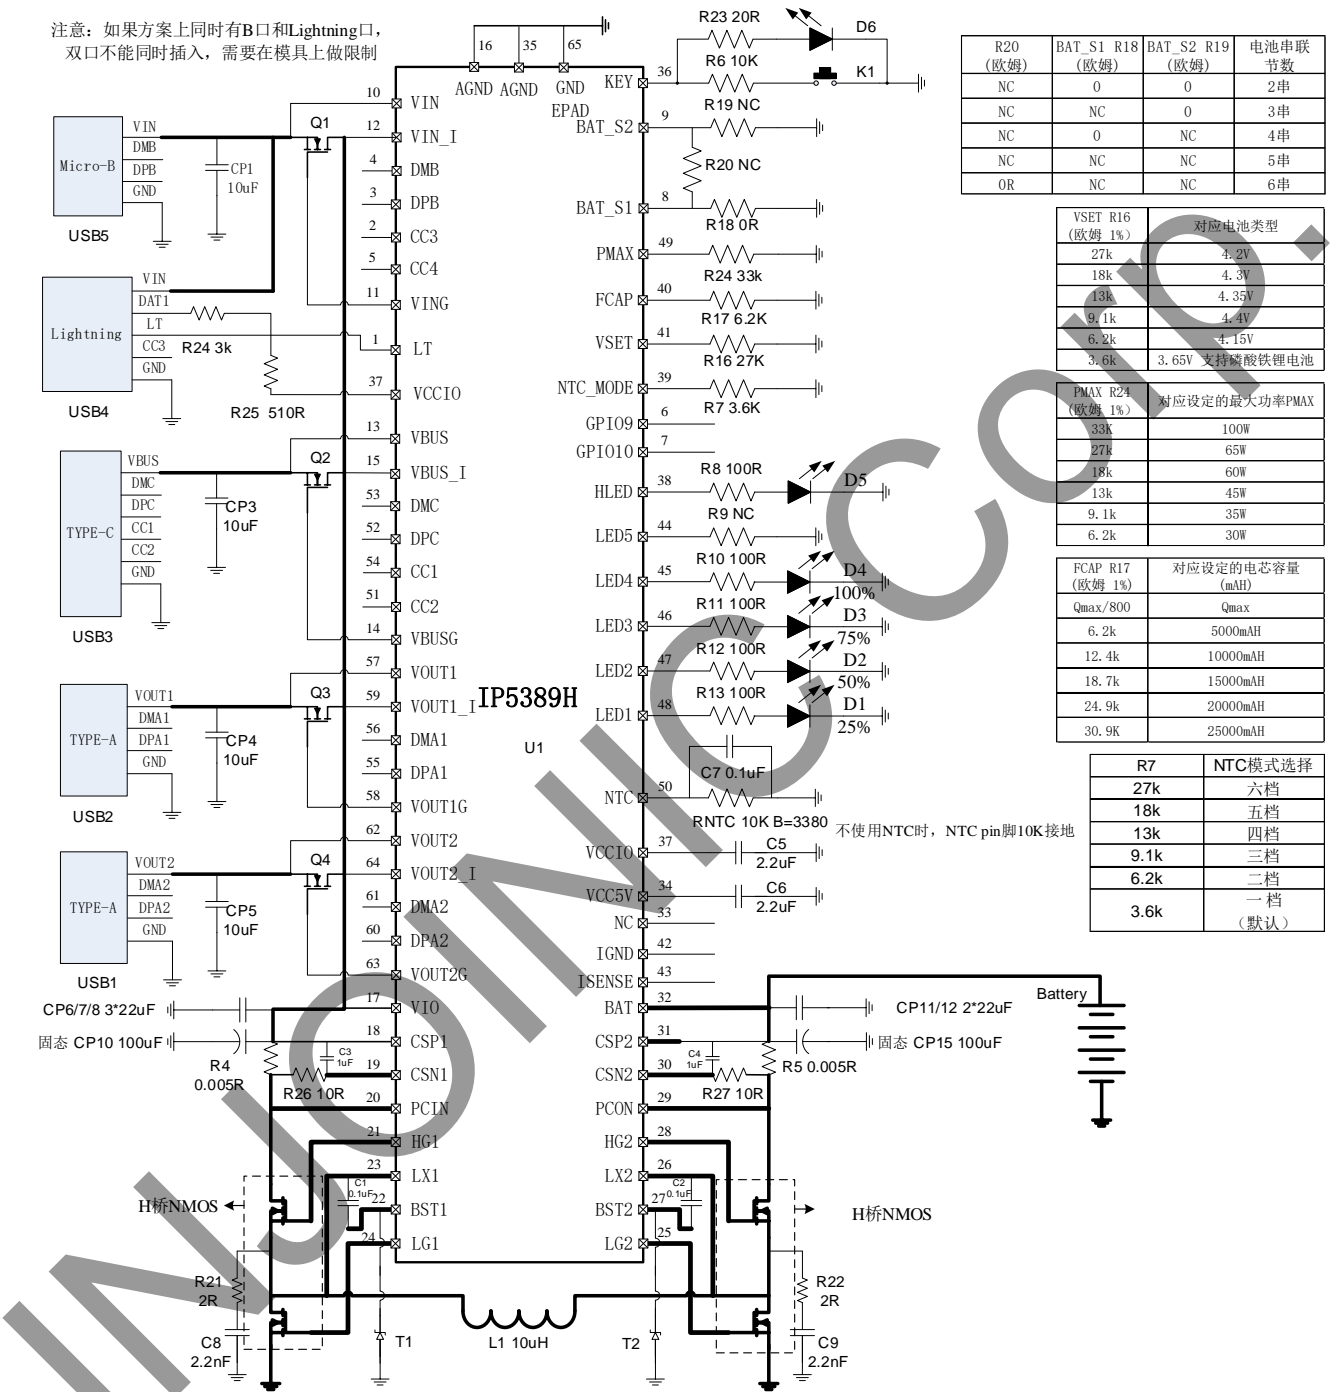 注意：如果方案上同时有B口和Lightning口，
双口不能同时插入，需要在模具上做限制
Micro-B
VIN
DMB
DPB
GND
USB5
CP1
10uF
Q1
Lightning
VIN
DAT1
LT
CC3
GND
USB4
R24 3k
R25 510R
TYPE-C
VBUS
DMC
DPC
CC1
CC2
GND
USB3
CP3
10uF
Q2
TYPE-A
VOUT1
DMA1
DPA1
GND
USB2
CP4
10uF
Q3
TYPE-A
VOUT2
DMA2
DPA2
GND
USB1
CP5
10uF
Q4
CP6/7/8 3*22uF
固态 CP10 100uF
R4
0.005R
C3
1uF
R26 10R
H桥NMOS
C1
0.1uF
R21
2R
C8
2.2nF
T1
L1 10uH
16 AGND
35 AGND
65 GND
EPAD
10 VIN
12 VIN_I
4 DMB
3 DPB
2 CC3
5 CC4
11 VING
1 LT
37 VCCIO
13 VBUS
15 VBUS_I
53 DMC
52 DPC
54 CC1
51 CC2
14 VBUSG
57 VOUT1
59 VOUT1_I
56 DMA1
55 DPA1
58 VOUT1G
62 VOUT2
64 VOUT2_I
61 DMA2
60 DPA2
63 VOUT2G
17 VIO
18 CSP1
19 CSN1
20 PCIN
21 HG1
23 LX1
22 BST1
24 LG1
IP5389H
U1
KEY 36
R23 20R
D6
R6 10K
K1
BAT_S2 9
R19 NC
R20 NC
BAT_S1 8
R18 0R
PMAX 49
R24 33k
FCAP 40
R17 6.2K
VSET 41
R16 27K
NTC_MODE 39
R7 3.6K
GPIO9 6
GPIO10 7
HLED 38
R8 100R
D5
LED5 44
R9 NC
LED4 45
R10 100R
D4
100%
LED3 46
R11 100R
D3
75%
LED2 47
R12 100R
D2
50%
LED1 48
R13 100R
D1
25%
NTC 50
C7 0.1uF
RNTC 10K B=3380
不使用NTC时，NTC pin脚10K接地
VCCIO 37
C5
2.2uF
VCC5V 34
C6
2.2uF
NC 33
IGND 42
ISENSE 43
BAT 32
CSP2 31
CSN2 30
PCON 29
HG2 28
LX2 26
BST2 27
LG2 25
CP11/12 2*22uF
固态 CP15 100uF
Battery
C4
1uF
R5 0.005R
R27 10R
C2
0.1uF
H桥NMOS
R22
2R
C9
2.2nF
T2
R20 (欧姆) BAT_S1 R18 (欧姆) BAT_S2 R19 (欧姆) 电池串联节数
NC 0 0 2串
NC NC 0 3串
NC 0 NC 4串
NC NC NC 5串
0R NC NC 6串
VSET R16 (欧姆 1%) 对应电池类型
27k 4.2V
18k 4.3V
13k 4.35V
9.1k 4.4V
6.2k 4.15V
3.6k 3.65V 支持磷酸铁锂电池
PMAX R24 (欧姆 1%) 对应设定的最大功率PMAX
33K 100W
27k 65W
18k 60W
13k 45W
9.1k 35W
6.2k 30W
FCAP R17 (欧姆 1%) 对应设定的电芯容量 (mAH)
Qmax/800 Qmax
6.2k 5000mAH
12.4k 10000mAH
18.7k 15000mAH
24.9k 20000mAH
30.9K 25000mAH
R7 NTC模式选择
27k 六档
18k 五档
13k 四档
9.1k 三档
6.2k 二档
3.6k 一档（默认）
INJOINIC Corp.